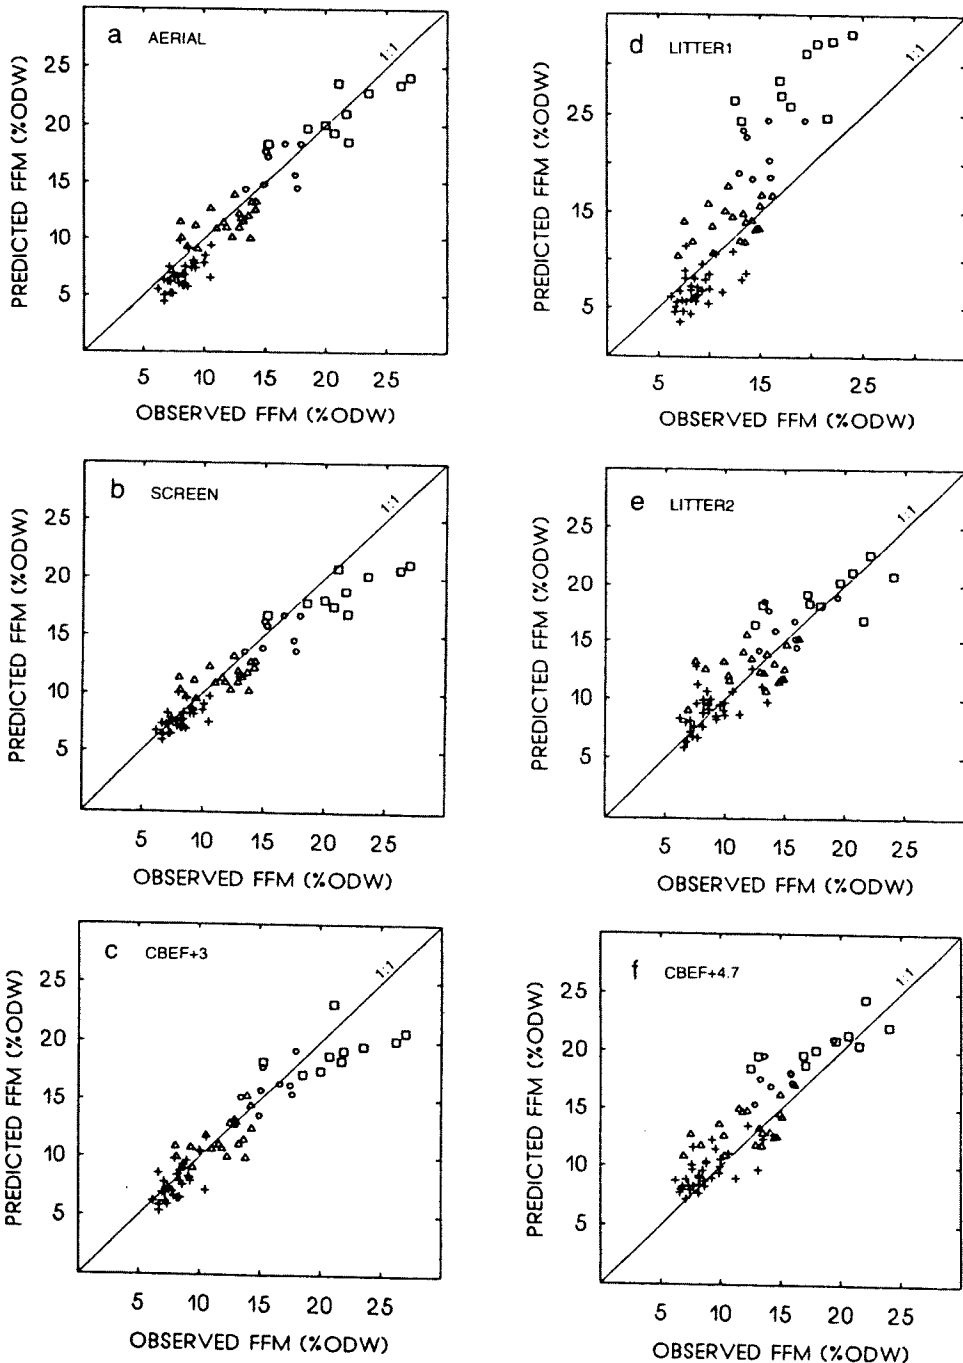 a AERIAL
1:1
25
20
15
10
5
PREDICTED FFM (%ODW)
5 10 15 20 25
OBSERVED FFM (%ODW)
b SCREEN
1:1
25
20
15
10
5
PREDICTED FFM (%ODW)
5 10 15 20 25
OBSERVED FFM (%ODW)
c CBEF+3
1:1
25
20
15
10
5
PREDICTED FFM (%ODW)
5 10 15 20 25
OBSERVED FFM (%ODW)
d LITTER1
1:1
30
25
20
15
10
5
PREDICTED FFM (%ODW)
5 10 15 20 25
OBSERVED FFM (%ODW)
e LITTER2
1:1
25
20
15
10
5
PREDICTED FFM (%ODW)
5 10 15 20 25
OBSERVED FFM (%ODW)
f CBEF+4.7
1:1
25
20
15
10
5
PREDICTED FFM (%ODW)
5 10 15 20 25
OBSERVED FFM (%ODW)